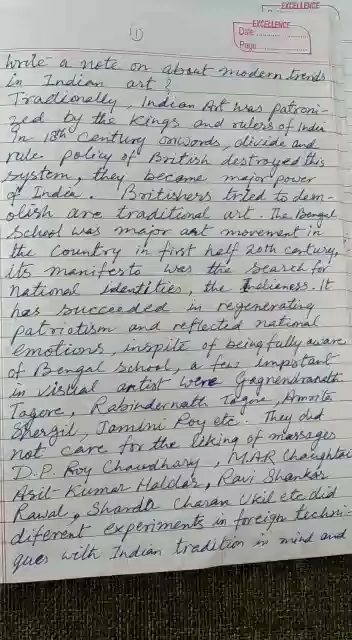 EXCELLENCE
EXCELLENCE
Date
Page
1
Write a note on about modern trends
in Indian art ?
Tradionally, Indian Art was patroni-
zed by the kings and rulers of India
In 18th century onwords, divide and
rule policy of British destroyed this
system, they became major power
of India. Britishers tried to dem-
olish are traditional art. The Bengal
School was major art movement in
the country in first half 20th century,
its manifesto was the search for
national identities, the Indianess. It
has succeeded in regenerating
patriotism and reflected national
emotions, inspite of being fully aware
of Bengal School, a few important
in visual artist were Gagnendranath
Tagore, Rabindernath Tagore, Amrita
Shergil, Jamini Roy etc. They did
not care for the liking of massages
D.P. Roy Chaudhary, M.A.R Chaughtai
Asit Kumar Haldar, Ravi Shankar
Rawal, Sharda Charan Ukil etc did
diferent experiments in foreign techni-
ques with Indian tradition in mind and